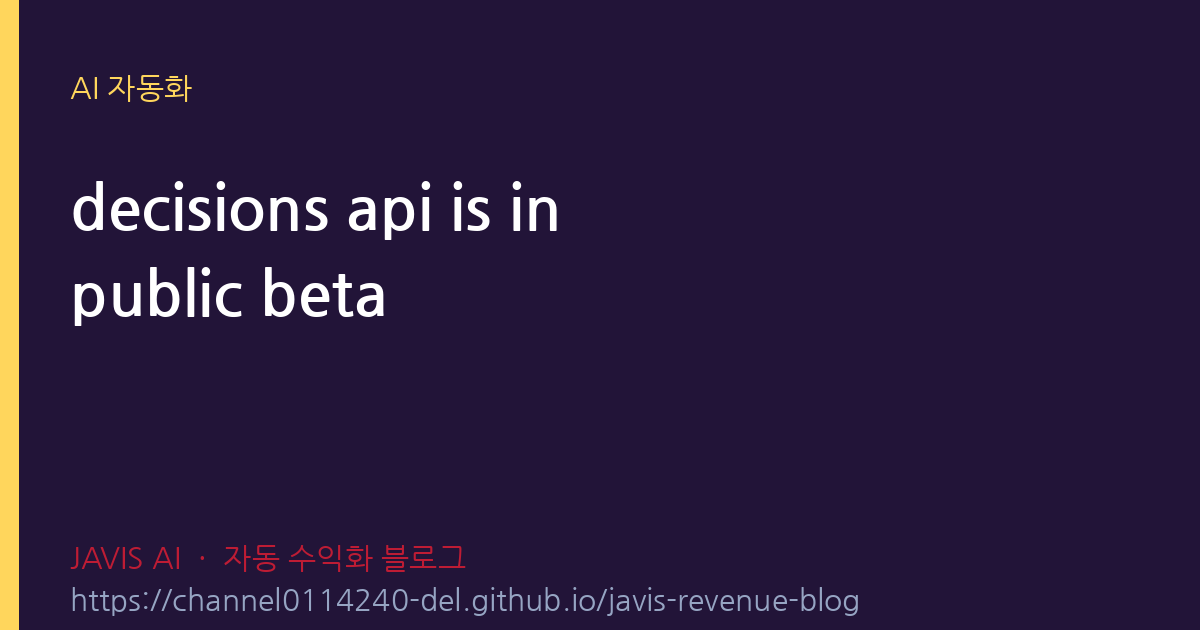 AI 자동화
decisions api is in
public beta
JAVIS AI · 자동 수익화 블로그
https://channel0114240-del.github.io/javis-revenue-blog